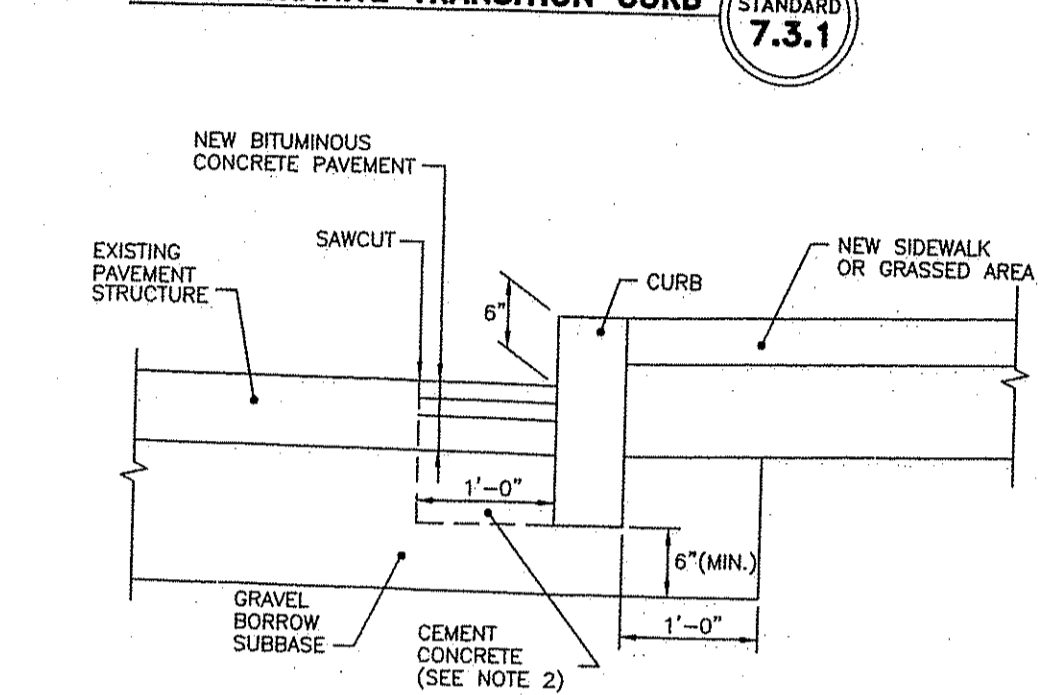 TRANSITION CURB
STANDARD
7.3.1
NEW BITUMINOUS
CONCRETE PAVEMENT
SAWCUT
EXISTING
PAVEMENT
STRUCTURE
NEW SIDEWALK
OR GRASSED AREA
CURB
6"
1'-0"
6"(MIN.)
1'-0"
GRAVEL
BORROW
SUBBASE
CEMENT
CONCRETE
(SEE NOTE 2)